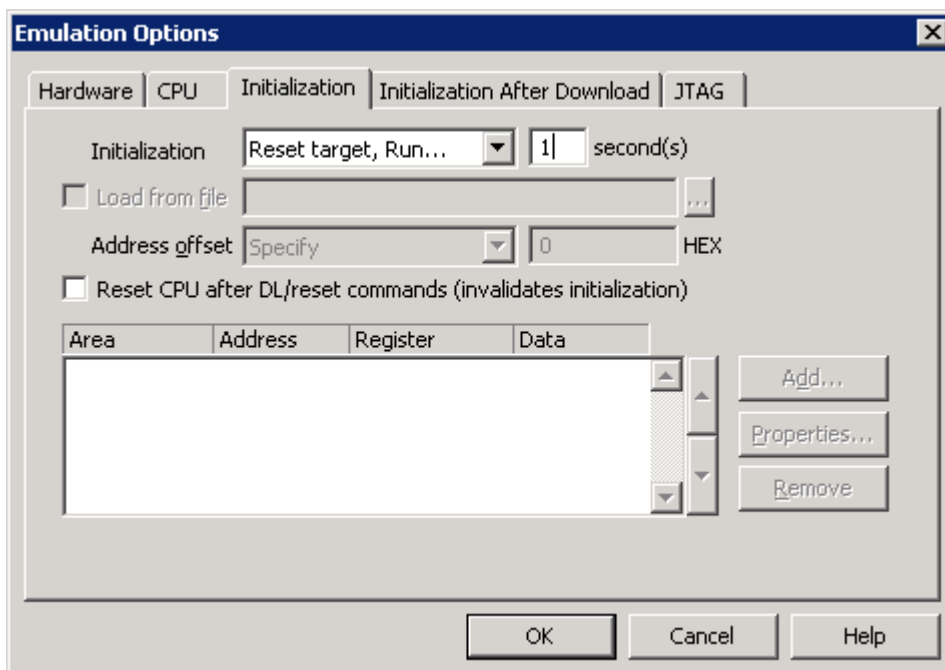 Emulation Options
Hardware CPU Initialization Initialization After Download JTAG
Initialization Reset target, Run... 1 second(s)
Load from file ...
Address offset Specify 0 HEX
Reset CPU after DL/reset commands (invalidates initialization)
Area Address Register Data
Add...
Properties...
Remove
OK Cancel Help